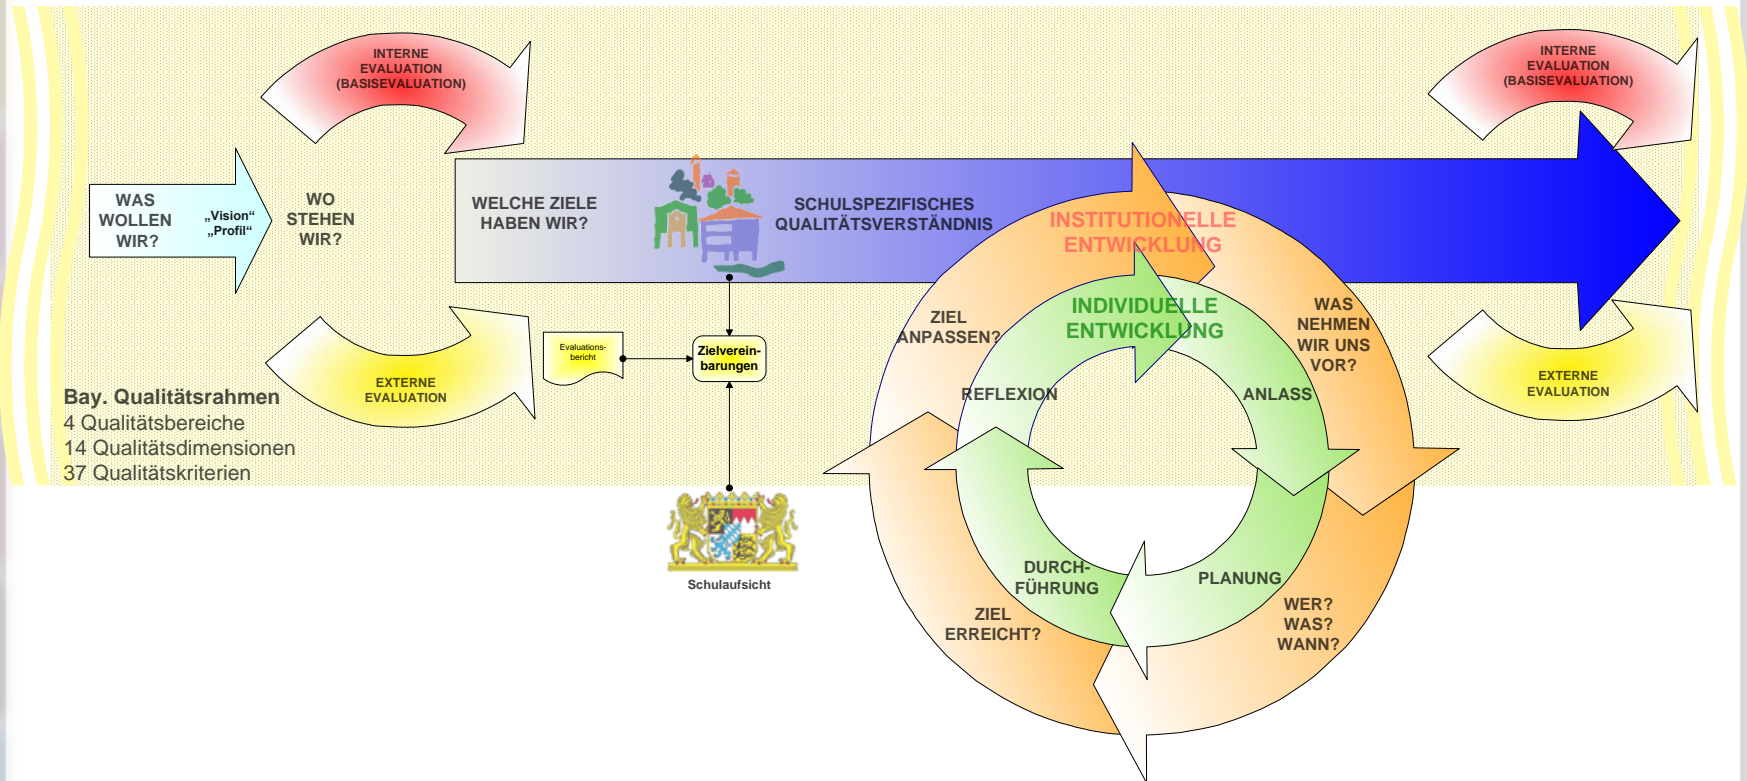 INTERNE
EVALUATION
(BASISEVALUATION)
INTERNE
EVALUATION
(BASISEVALUATION)
WAS
WOLLEN
WIR?
„Vision“
„Profil“
WO
STEHEN
WIR?
WELCHE ZIELE
HABEN WIR?
SCHULSPEZIFISCHES
QUALITÄTSVERSTÄNDNIS
INSTITUTIONELLE
ENTWICKLUNG
INDIVIDUELLE
ENTWICKLUNG
ZIEL
ANPASSEN?
WAS
NEHMEN
WIR UNS
VOR?
REFLEXION
ANLASS
Evaluations-
bericht
Zielverein-
barungen
EXTERNE
EVALUATION
EXTERNE
EVALUATION
Bay. Qualitätsrahmen
4 Qualitätsbereiche
14 Qualitätsdimensionen
37 Qualitätskriterien
Schulaufsicht
DURCH-
FÜHRUNG
PLANUNG
ZIEL
ERREICHT?
WER?
WAS?
WANN?